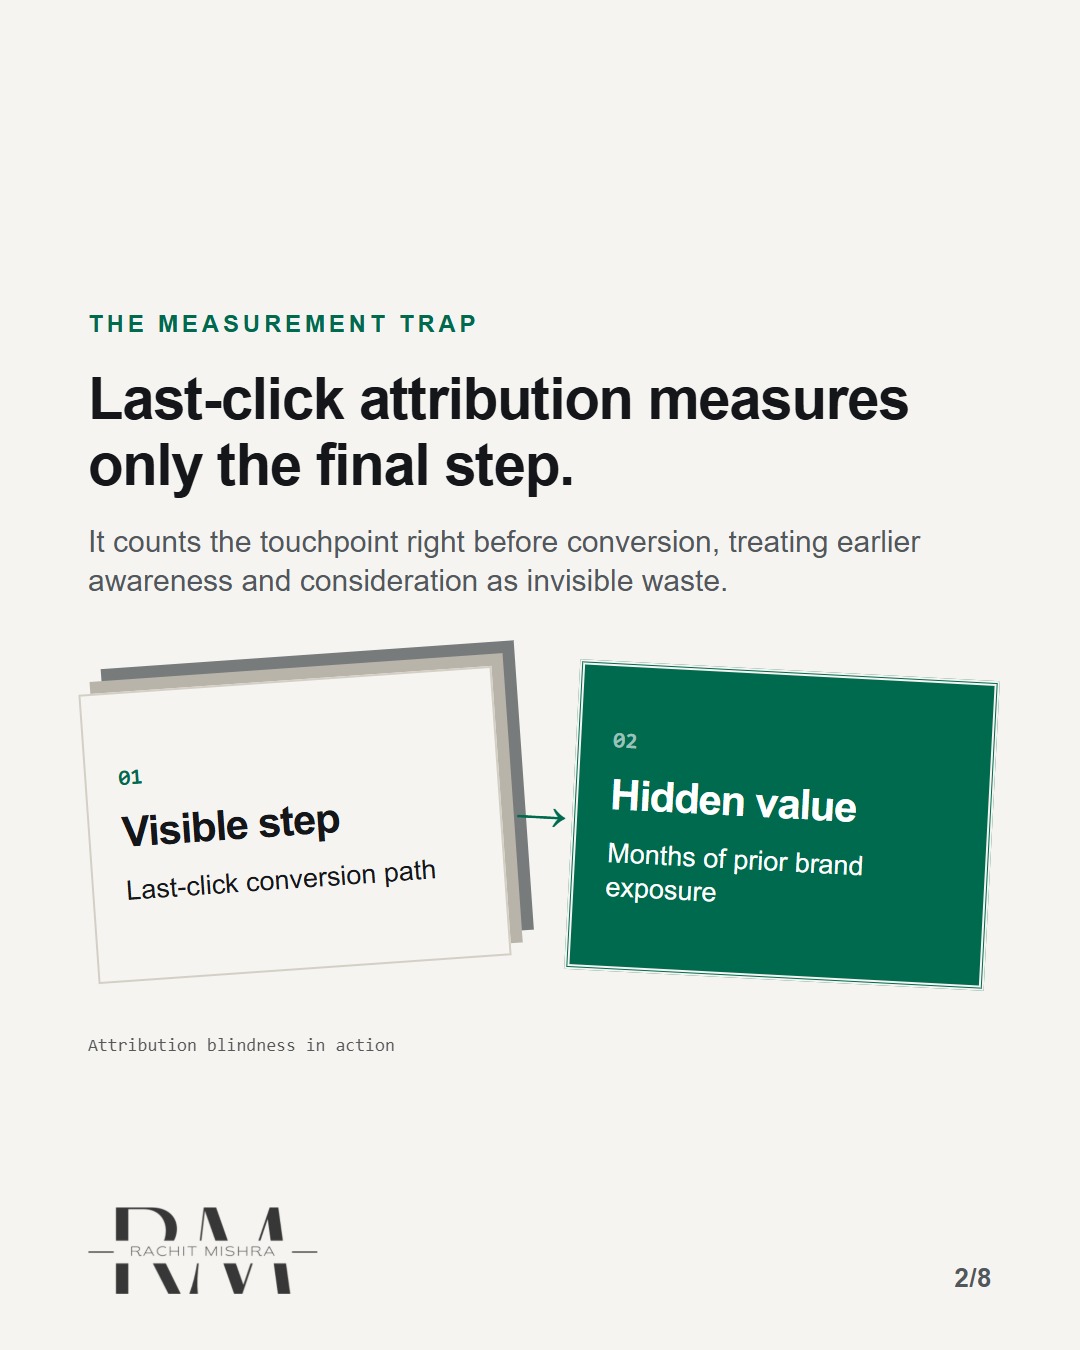 THE MEASUREMENT TRAP
Last-click attribution measures
only the final step.
It counts the touchpoint right before conversion, treating earlier
awareness and consideration as invisible waste.
01
Visible step
Last-click conversion path
→
02
Hidden value
Months of prior brand
exposure
Attribution blindness in action
RM
RACHIT MISHRA
2/8